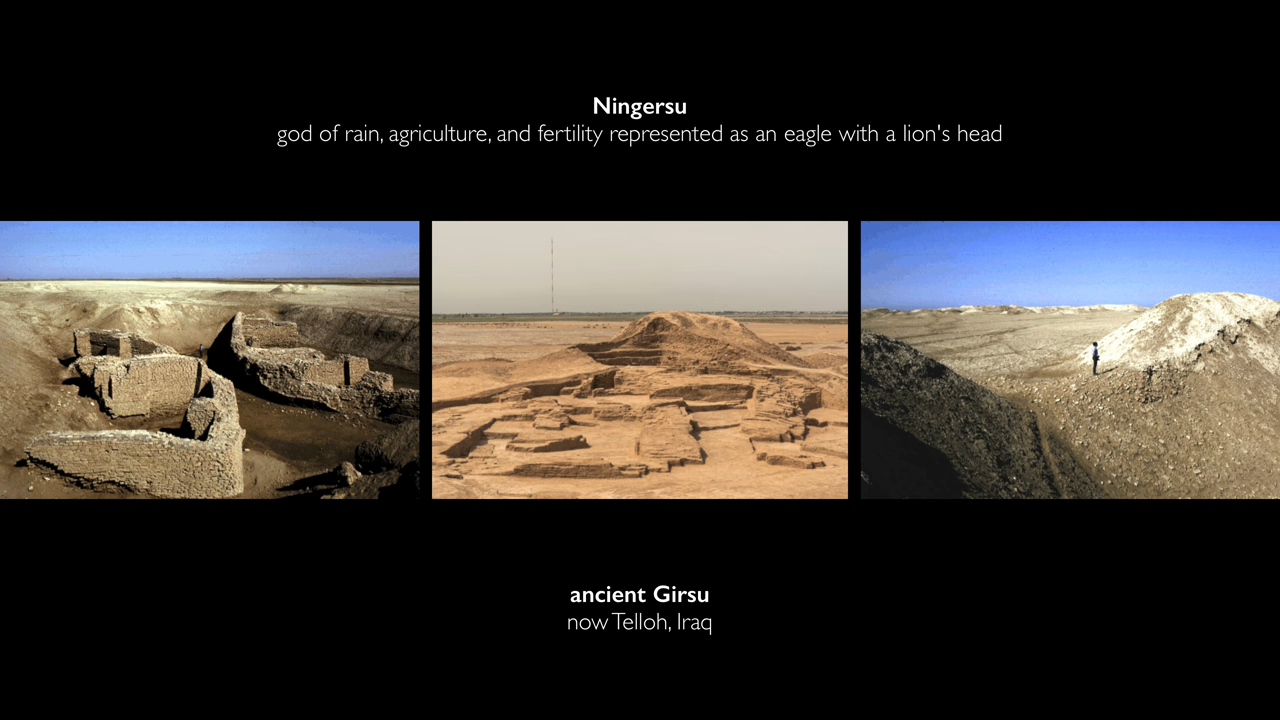 Ningersu
god of rain, agriculture, and fertility represented as an eagle with a lion's head
ancient Girsu
now Telloh, Iraq